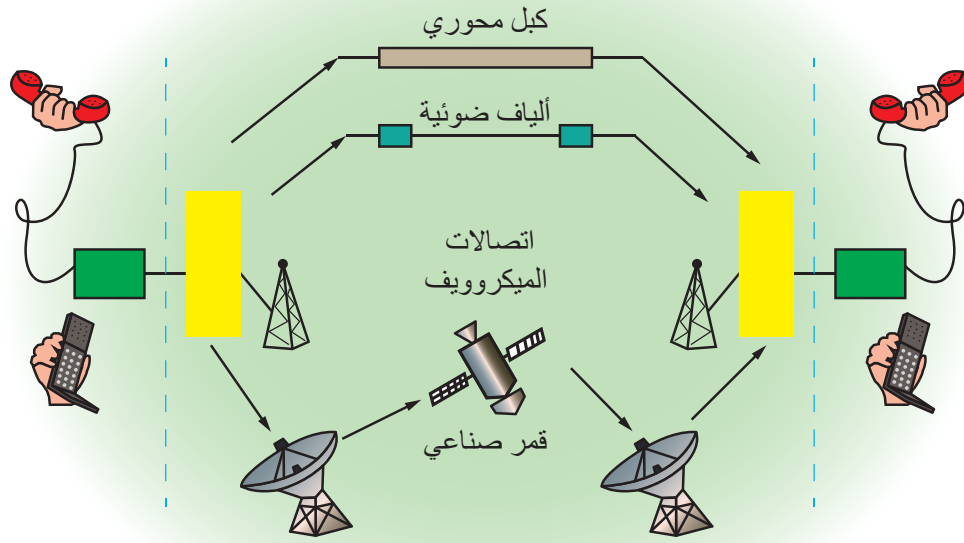 كبل محوري
ألياف ضوئية
اتصالات
الميكروويف
قمر صناعي